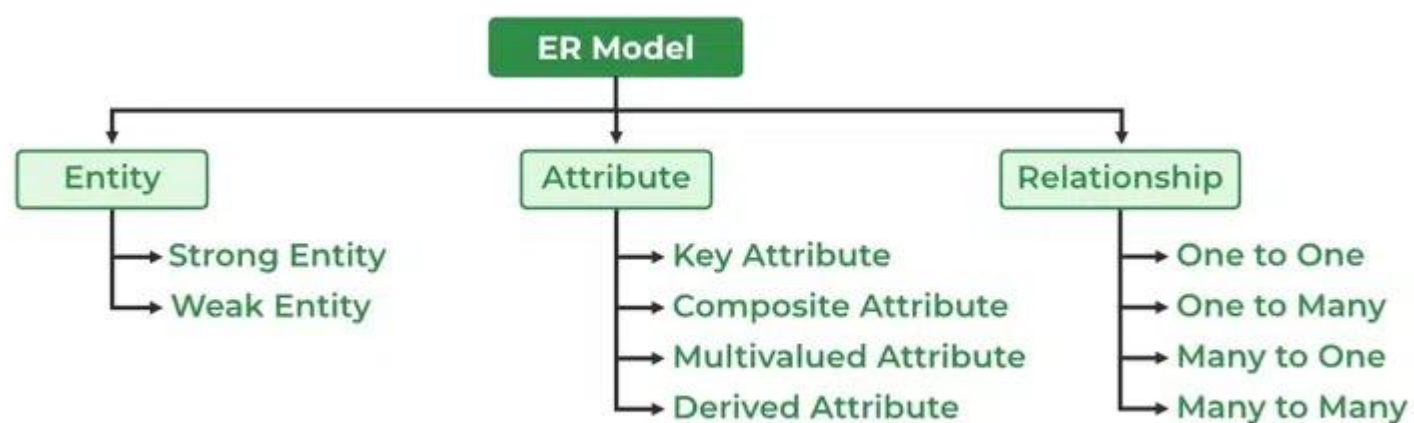 ER Model
Entity
Strong Entity
Weak Entity
Attribute
Key Attribute
Composite Attribute
Multivalued Attribute
Derived Attribute
Relationship
One to One
One to Many
Many to One
Many to Many